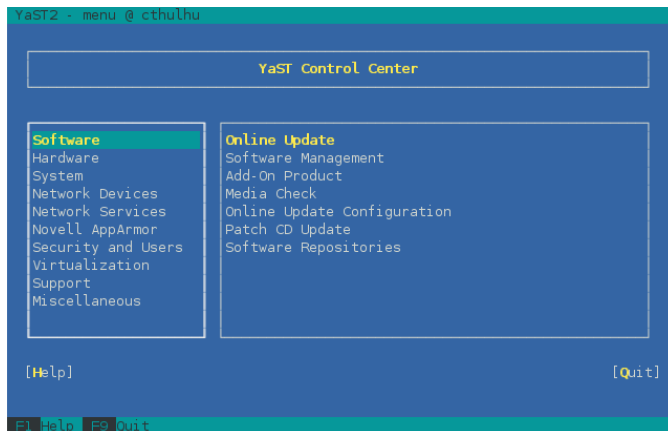 YaST2 - menu @ cthulhu
YaST Control Center
Software
Hardware
System
Network Devices
Network Services
Novell AppArmor
Security and Users
Virtualization
Support
Miscellaneous
Online Update
Software Management
Add-On Product
Media Check
Online Update Configuration
Patch CD Update
Software Repositories
[Help] [Quit]
F1 Help F9 Quit